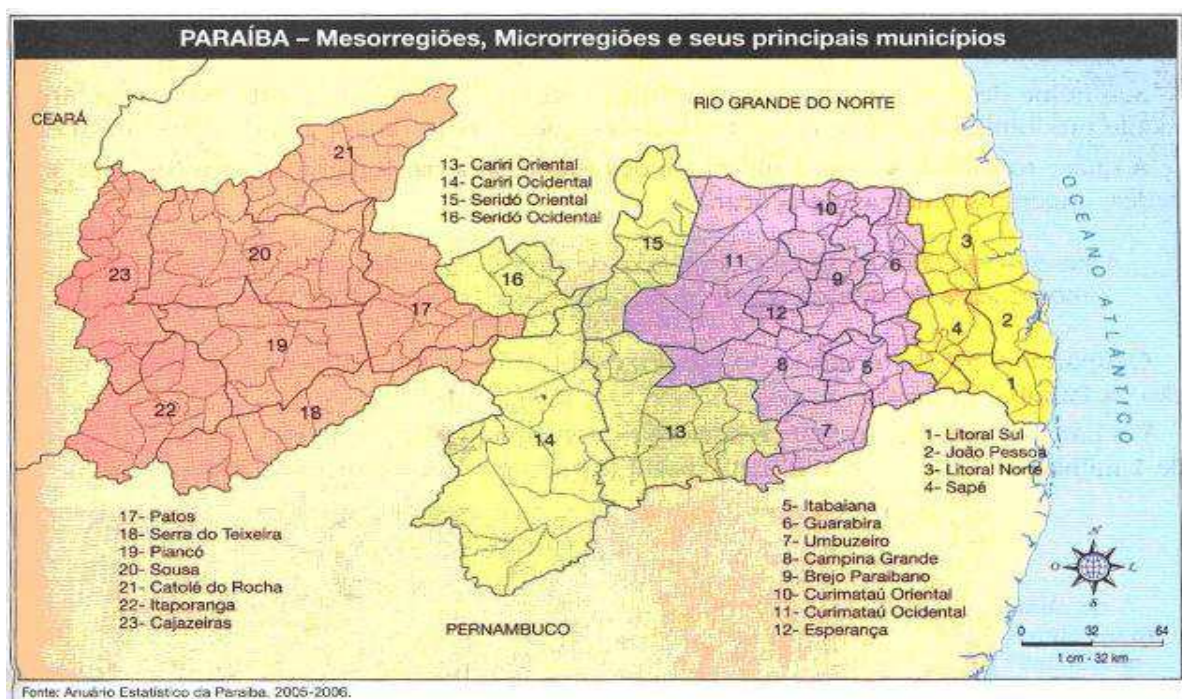 PARAÍBA – Mesorregiões, Microrregiões e seus principais municípios
CEARÁ
RIO GRANDE DO NORTE
OCEANO ATLÂNTICO
PERNAMBUCO
13- Cariri Oriental
14- Cariri Ocidental
15- Seridó Oriental
16- Seridó Ocidental
21
23
20
19
22
18
17
16
15
14
13
11
10
9
6
12
8
5
7
3
4
2
1
1- Litoral Sul
2- João Pessoa
3- Litoral Norte
4- Sapé
5- Itabaiana
6- Guarabira
7- Umbuzeiro
8- Campina Grande
9- Brejo Paraibano
10- Curimataú Oriental
11- Curimataú Ocidental
12- Esperança
17- Patos
18- Serra do Teixeira
19- Piancó
20- Sousa
21- Catolé do Rocha
22- Itaporanga
23- Cajazeiras
N
O
L
S
0 32 64
1 cm - 32 km
Fonte: Anuário Estatístico da Paraíba, 2005-2006.